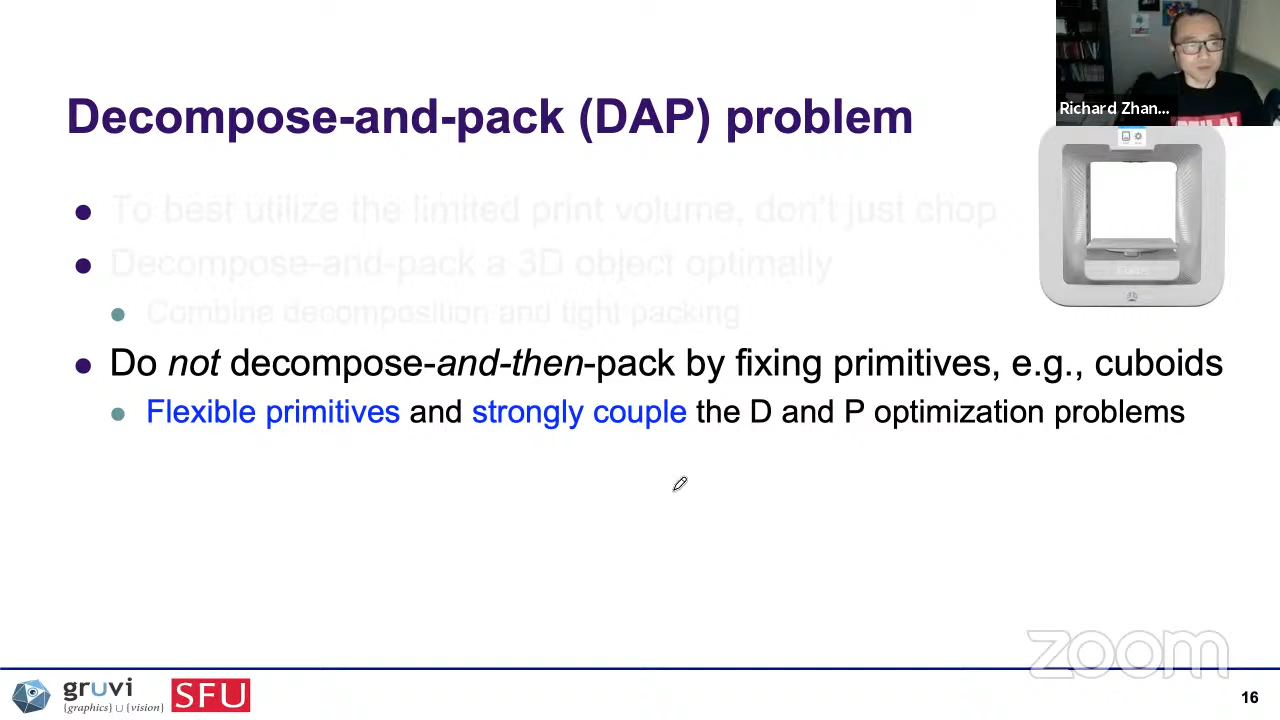 Richard Zhan...
Decompose-and-pack (DAP) problem
To best utilize the limited print volume, don't just chop
Decompose-and-pack a 3D object optimally
Combine decomposition and tight packing
Do not decompose-and-then-pack by fixing primitives, e.g., cuboids
Flexible primitives and strongly couple the D and P optimization problems
zoom
gruvi
{graphics} ∪ {vision}
SFU
16